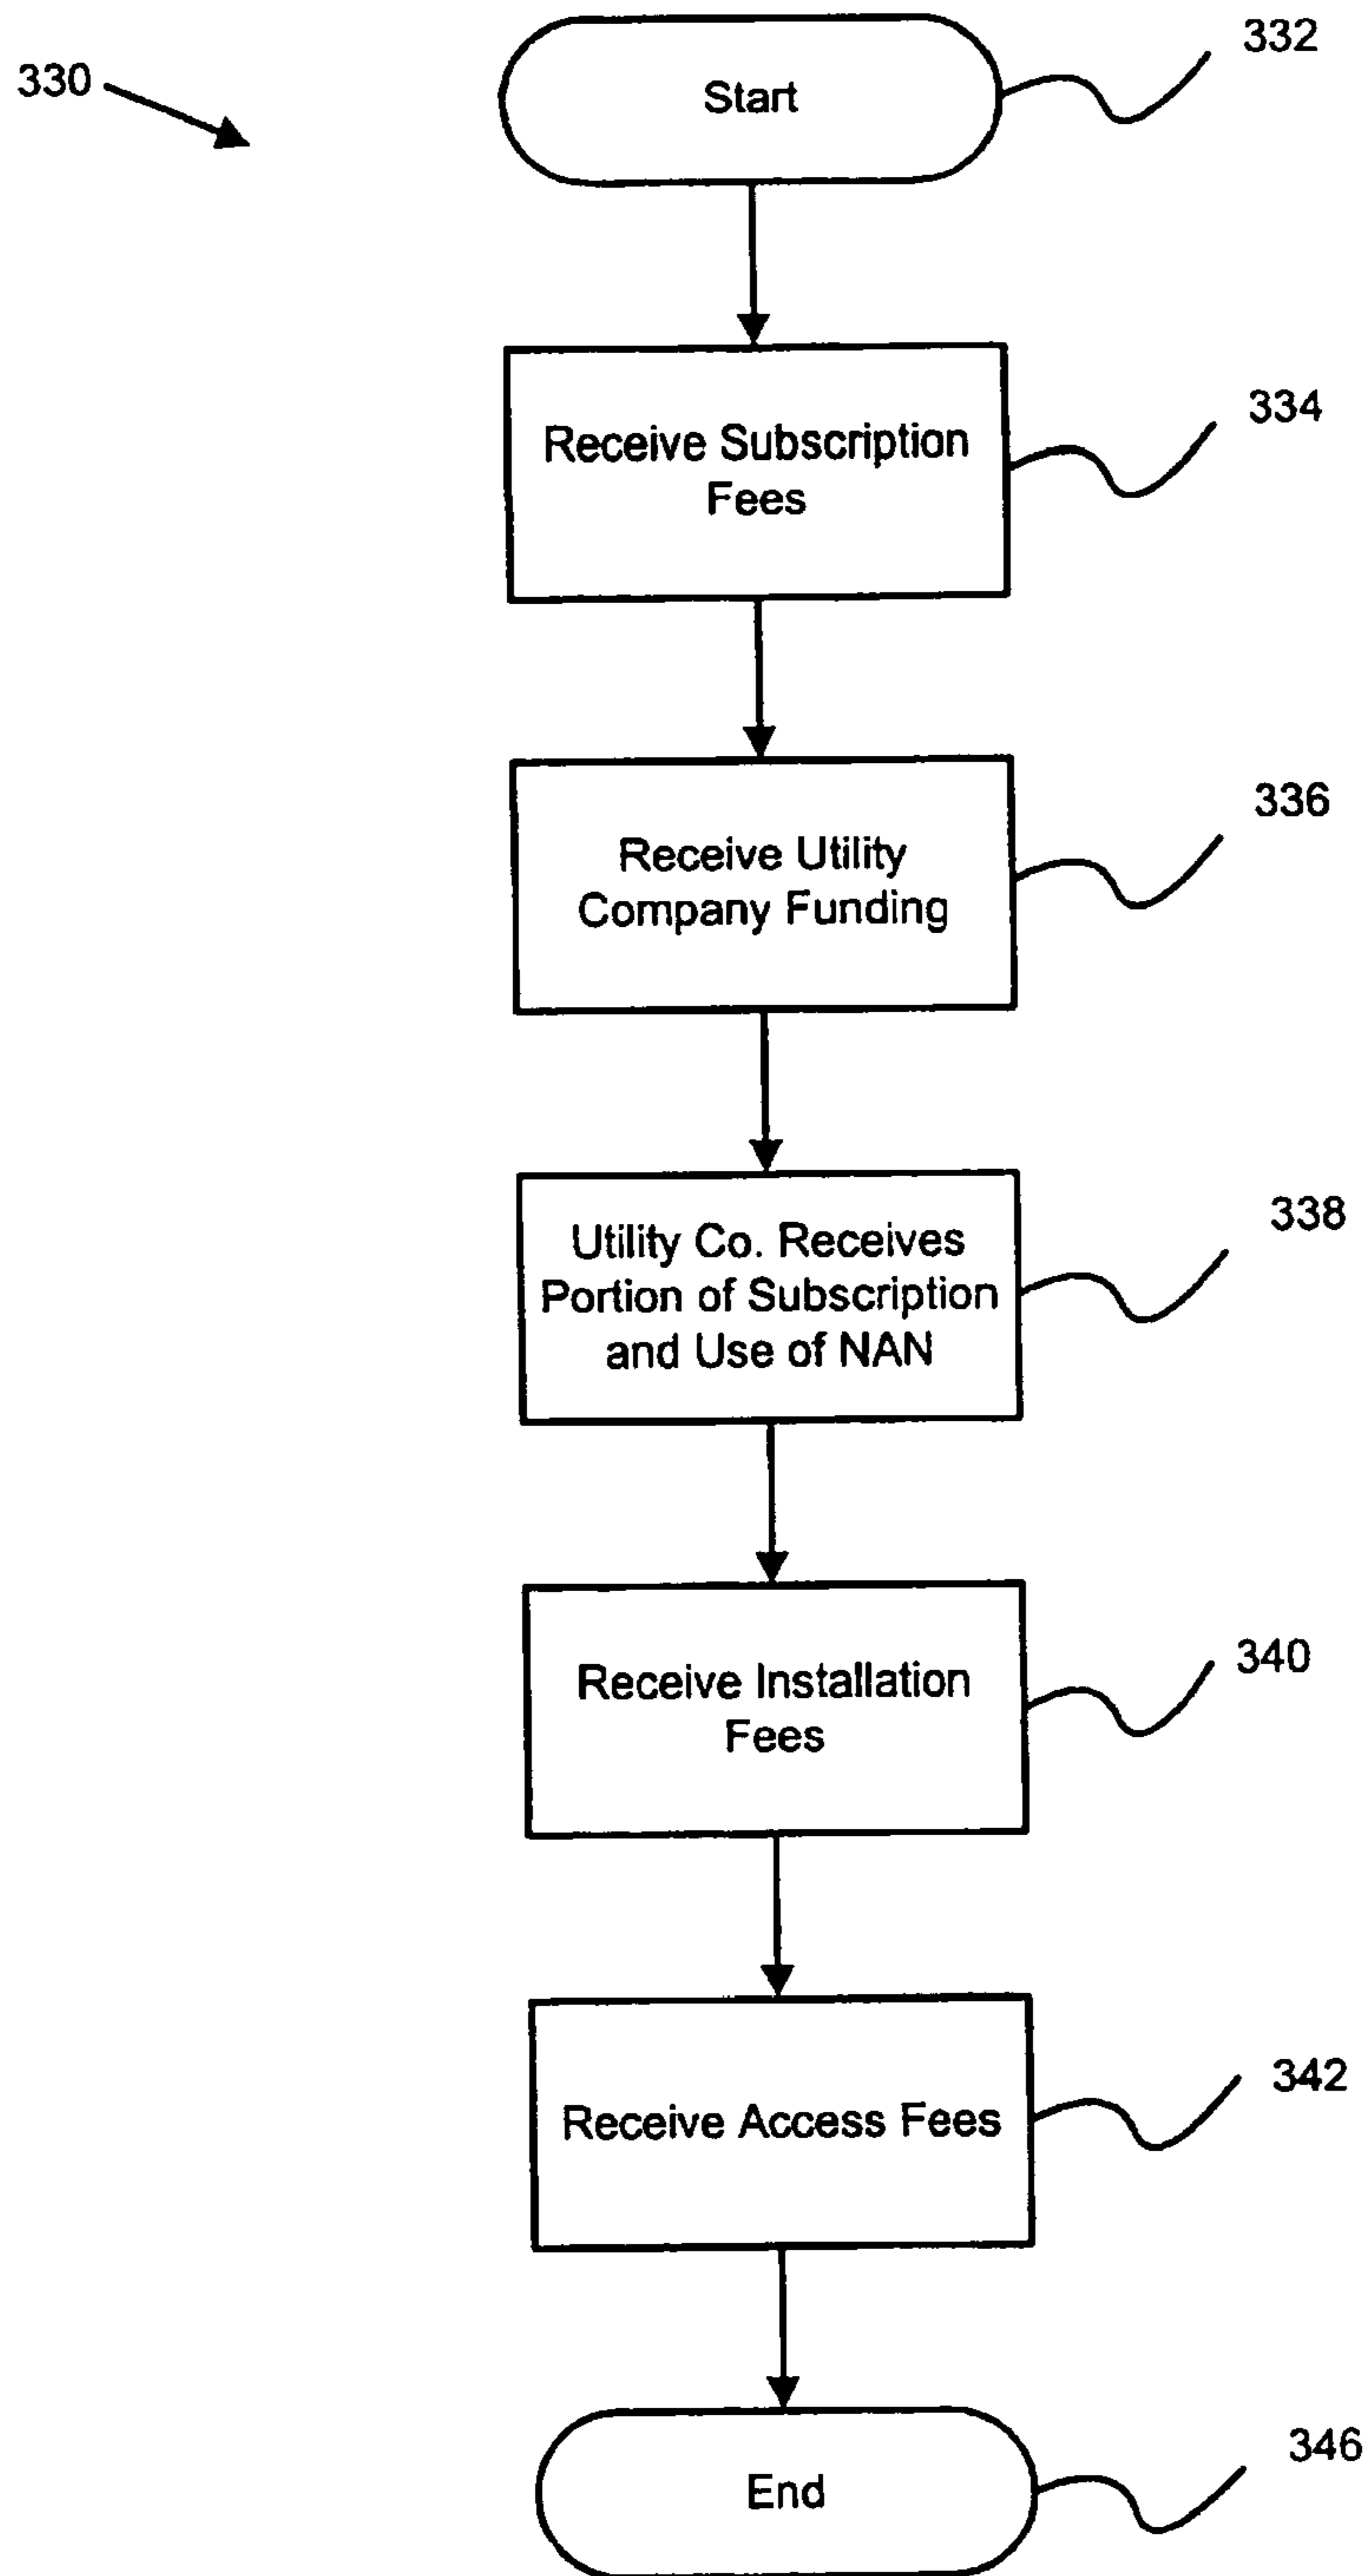 330
Start
332
Receive Subscription
Fees
334
Receive Utility
Company Funding
336
Utility Co. Receives
Portion of Subscription
and Use of NAN
338
Receive Installation
Fees
340
Receive Access Fees
342
End
346